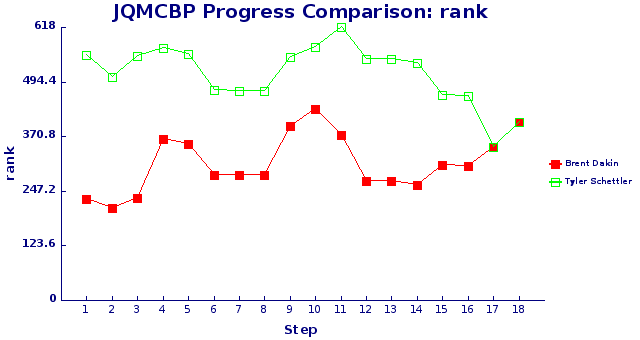 JQMCBP Progress Comparison: rank
618
494.4
370.8
247.2
123.6
0
rank
1 2 3 4 5 6 7 8 9 10 11 12 13 14 15 16 17 18
Step
Brent Dakin
Tyler Schettler